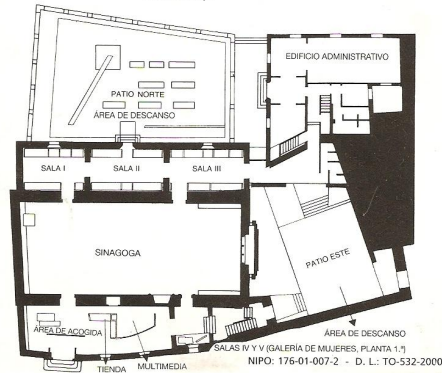 EDIFICIO ADMINISTRATIVO
PATIO NORTE
ÁREA DE DESCANSO
SALA I
SALA II
SALA III
SINAGOGA
PATIO ESTE
ÁREA DE ACOGIDA
TIENDA
MULTIMEDIA
ÁREA DE DESCANSO
SALAS IV Y V (GALERÍA DE MUJERES, PLANTA 1.ª)
NIPO: 176-01-007-2 - D. L.: TO-532-2000